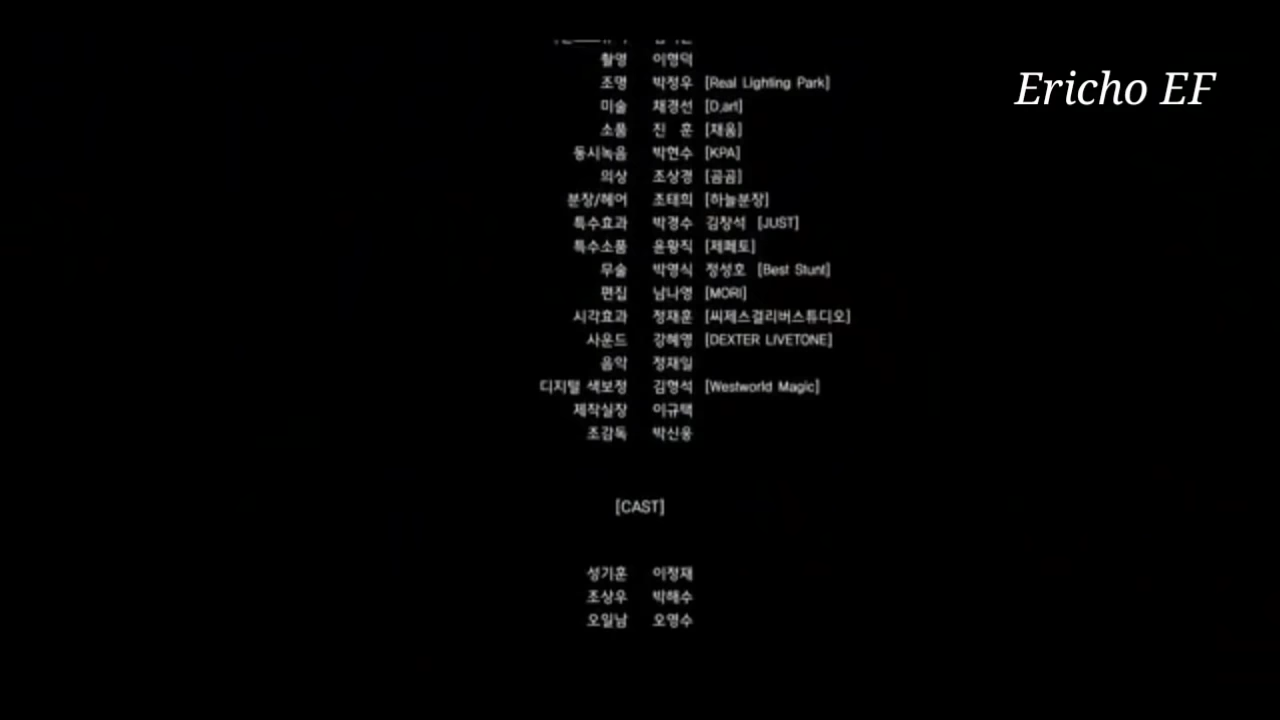 촬영 이형덕
Ericho EF
조명 박정우 [Real Lighting Park]
미술 채경선 [D.art]
소품 진 훈 [채움]
동시녹음 박현수 [KPA]
의상 조상경 [곰곰]
분장/헤어 조태희 [하늘분장]
특수효과 박경수 김창석 [JUST]
특수소품 윤황직 [제페토]
무술 박영식 정성호 [Best Stunt]
편집 남나영 [MORI]
시각효과 정재훈 [씨제스걸리버스튜디오]
사운드 강혜영 [DEXTER LIVETONE]
음악 정재일
디지털 색보정 김형석 [Westworld Magic]
제작실장 이규택
조감독 박신웅
[CAST]
성기훈 이정재
조상우 박해수
오일남 오영수